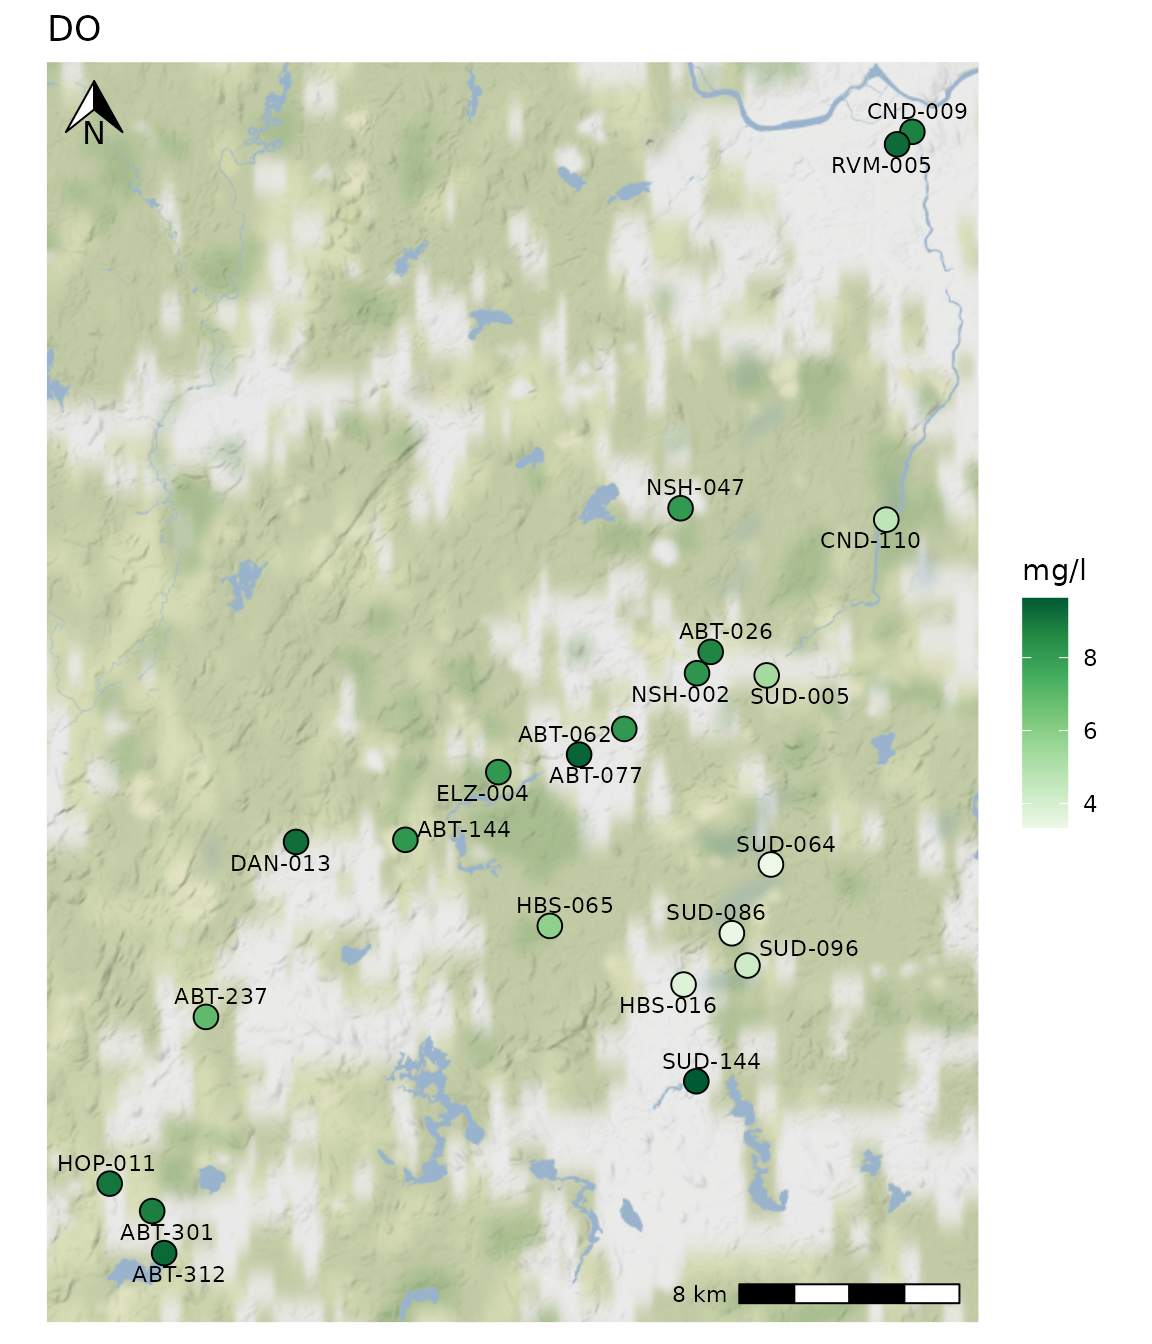 DO
N
CND-009
RVM-005
NSH-047
CND-110
mg/l
8
6
4
ABT-026
NSH-002
SUD-005
ABT-062
ABT-077
ELZ-004
ABT-144
DAN-013
SUD-064
HBS-065
SUD-086
SUD-096
ABT-237
HBS-016
SUD-144
HOP-011
ABT-301
ABT-312
8 km